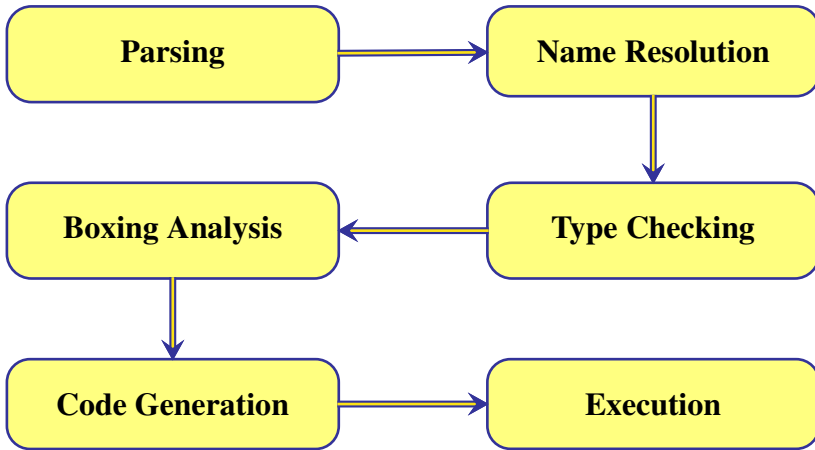 Parsing
Name Resolution
Boxing Analysis
Type Checking
Code Generation
Execution